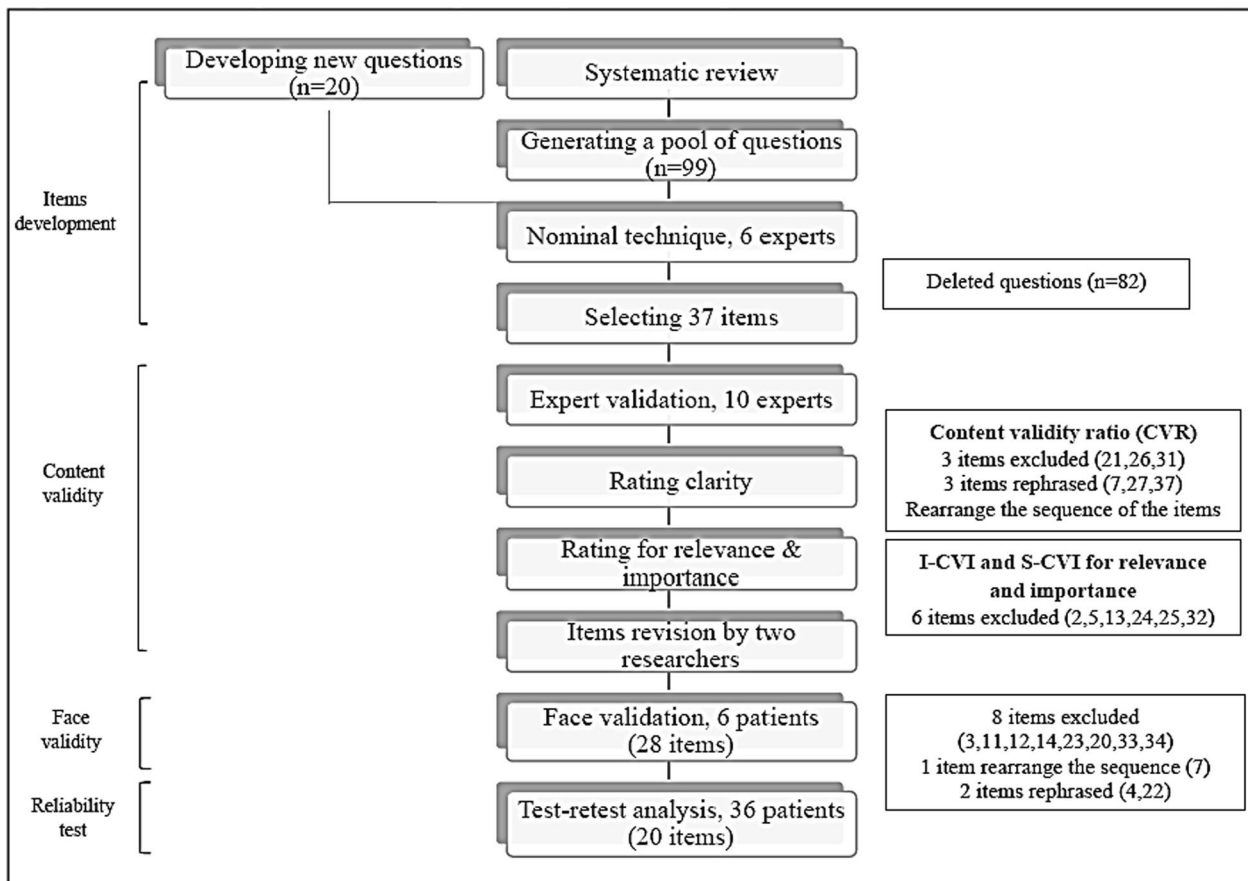 Developing new questions
(n=20)
Systematic review
Generating a pool of questions
(n=99)
Items
development
Nominal technique, 6 experts
Deleted questions (n=82)
Selecting 37 items
Expert validation, 10 experts
Content
validity
Rating clarity
Content validity ratio (CVR)
3 items excluded (21,26,31)
3 items rephrased (7,27,37)
Rearrange the sequence of the items
Rating for relevance &
importance
I-CVI and S-CVI for relevance
and importance
6 items excluded (2,5,13,24,25,32)
Items revision by two
researchers
Face
validity
Face validation, 6 patients
(28 items)
8 items excluded
(3,11,12,14,23,20,33,34)
1 item rearrange the sequence (7)
2 items rephrased (4,22)
Reliability
test
Test-retest analysis, 36 patients
(20 items)